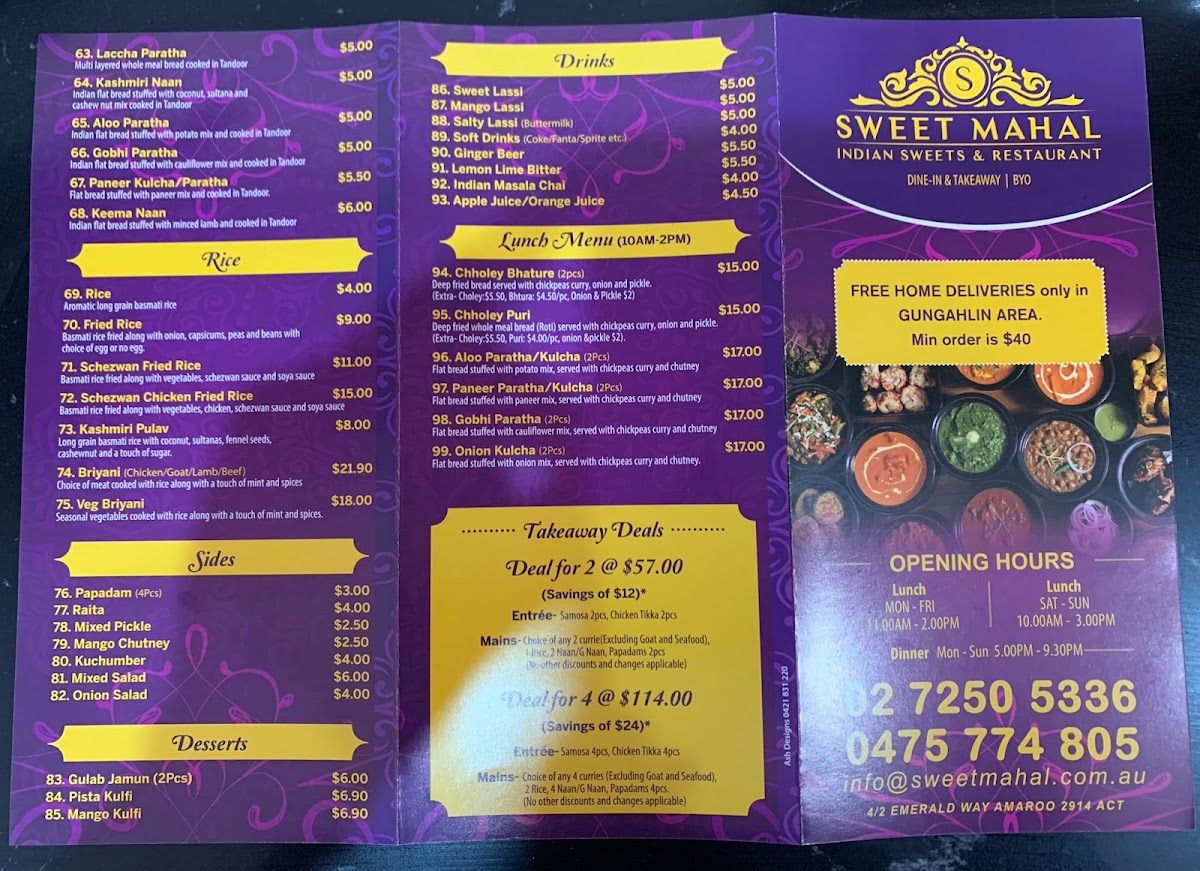 63. Laccha Paratha $5.00
Multi layered whole meal bread cooked in Tandoor
64. Kashmiri Naan $5.00
Indian flat bread stuffed with coconut, sultana and
cashew nut mix cooked in Tandoor
65. Aloo Paratha $5.00
Indian flat bread stuffed with potato mix and cooked in Tandoor
66. Gobhi Paratha $5.00
Indian flat bread stuffed with cauliflower mix and cooked in Tandoor
67. Paneer Kulcha/Paratha $5.50
Flat bread stuffed with paneer mix and cooked in Tandoor.
68. Keema Naan $6.00
Indian flat bread stuffed with minced lamb and cooked in Tandoor
Rice
69. Rice $4.00
Aromatic long grain basmati rice
70. Fried Rice $9.00
Basmati rice fried along with onion, capsicums, peas and beans with
choice of egg or no egg.
71. Schezwan Fried Rice $11.00
Basmati rice fried along with vegetables, schezwan sauce and soya sauce
72. Schezwan Chicken Fried Rice $15.00
Basmati rice fried along with vegetables, chicken, schezwan sauce and soy sauce
73. Kashmiri Pulav $8.00
Long grain basmati rice with coconut, sultanas, fennel seeds,
cashewnut and a touch of sugar.
74. Briyani (Chicken/Goat/Lamb/Beef) $21.90
Choice of meat cooked with rice along with a touch of mint and spices
75. Veg Briyani $18.00
Seasonal vegetables cooked with rice along with a touch of mint and spices.
Sides
76. Papadam (4Pcs) $3.00
77. Raita $4.00
78. Mixed Pickle $2.50
79. Mango Chutney $2.50
80. Kuchumber $4.00
81. Mixed Salad $6.00
82. Onion Salad $4.00
Desserts
83. Gulab Jamun (2Pcs) $6.00
84. Pista Kulfi $6.90
85. Mango Kulfi $6.90
Drinks
86. Sweet Lassi $5.00
87. Mango Lassi $5.00
88. Salty Lassi (Buttermilk) $5.00
89. Soft Drinks (Coke/Fanta/Sprite etc.) $4.00
90. Ginger Beer $5.50
91. Lemon Lime Bitter $5.50
92. Indian Masala Chai $4.00
93. Apple Juice/Orange Juice $4.50
Lunch Menu (10AM-2PM)
94. Chholey Bhature (2pcs) $15.00
Deep fried bread served with chickpeas curry, onion and pickle.
(Extra- Choley:$5.50, Bhtura: $4.50/pc, Onion & Pickle $2)
95. Chholey Puri $15.00
Deep fried whole meal bread (Roti) served with chickpeas curry, onion and pickle.
(Extra- Choley:$5.50, Puri: $4.00/pc, onion &pickle $2).
96. Aloo Paratha/Kulcha (2Pcs) $17.00
Flat bread stuffed with potato mix, served with chickpeas curry and chutney
97. Paneer Paratha/Kulcha (2Pcs) $17.00
Flat bread stuffed with paneer mix, served with chickpeas curry and chutney
98. Gobhi Paratha (2Pcs) $17.00
Flat bread stuffed with cauliflower mix, served with chickpeas curry and chutney
99. Onion Kulcha (2Pcs) $17.00
Flat bread stuffed with onion mix, served with chickpeas curry and chutney.
Takeaway Deals
Deal for 2 @ $57.00
(Savings of $12)*
Entrée- Samosa 2pcs, Chicken Tikka 2pcs
Mains- Choice of any 2 currie(Excluding Goat and Seafood),
1 Rice, 2 Naan/G Naan, Papadams 2pcs
(No other discounts and changes applicable)
Deal for 4 @ $114.00
(Savings of $24)*
Entrée- Samosa 4pcs, Chicken Tikka 4pcs
Mains- Choice of any 4 curries (Excluding Goat and Seafood),
2 Rice, 4 Naan/G Naan, Papadams 4pcs.
(No other discounts and changes applicable)
Ash Designs 0421 831 220
S
SWEET MAHAL
INDIAN SWEETS & RESTAURANT
DINE-IN & TAKEAWAY | BYO
FREE HOME DELIVERIES only in
GUNGAHLIN AREA.
Min order is $40
OPENING HOURS
Lunch
MON - FRI
11.00AM - 2.00PM
Lunch
SAT - SUN
10.00AM - 3.00PM
Dinner Mon - Sun 5.00PM - 9.30PM
02 7250 5336
0475 774 805
info@sweetmahal.com.au
4/2 EMERALD WAY AMAROO 2914 ACT